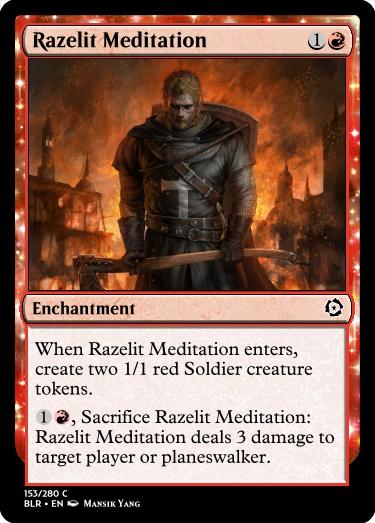 Razelit Meditation 1
Enchantment
When Razelit Meditation enters,
create two 1/1 red Soldier creature
tokens.
1 , Sacrifice Razelit Meditation:
Razelit Meditation deals 3 damage to
target player or planeswalker.
153/280 C
BLR • EN Mansik Yang